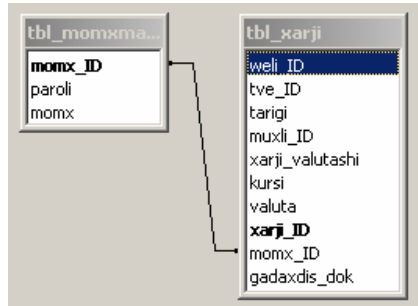 tbl_momxma...
momx_ID
paroli
momx
tbl_xarji
weli_ID
tve_ID
tarigi
muxli_ID
xarji_valutashi
kursi
valuta
xarji_ID
momx_ID
gadaxdis_dok